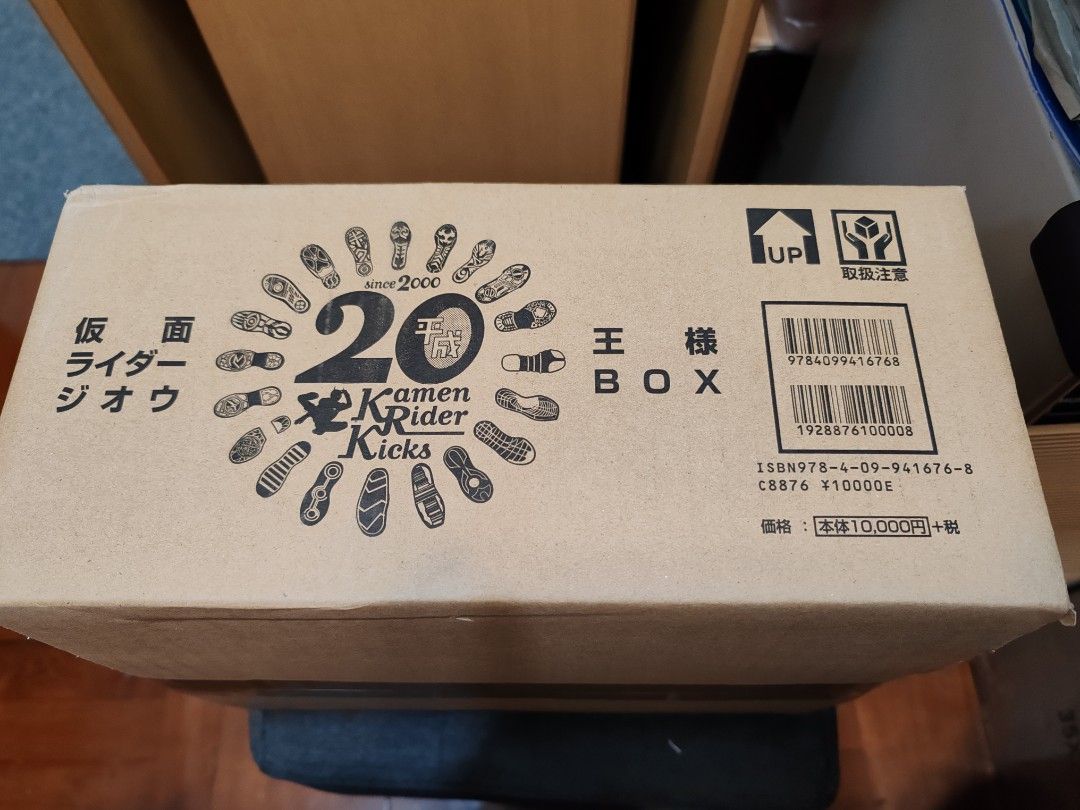 仮面
ライダー
ジオウ
since 2000
20
平成
Kamen
Rider
Kicks
王様
BOX
UP
取扱注意
9784099416768
1928876100008
ISBN978-4-09-941676-8
C8876 ¥10000E
価格：本体10,000円+税